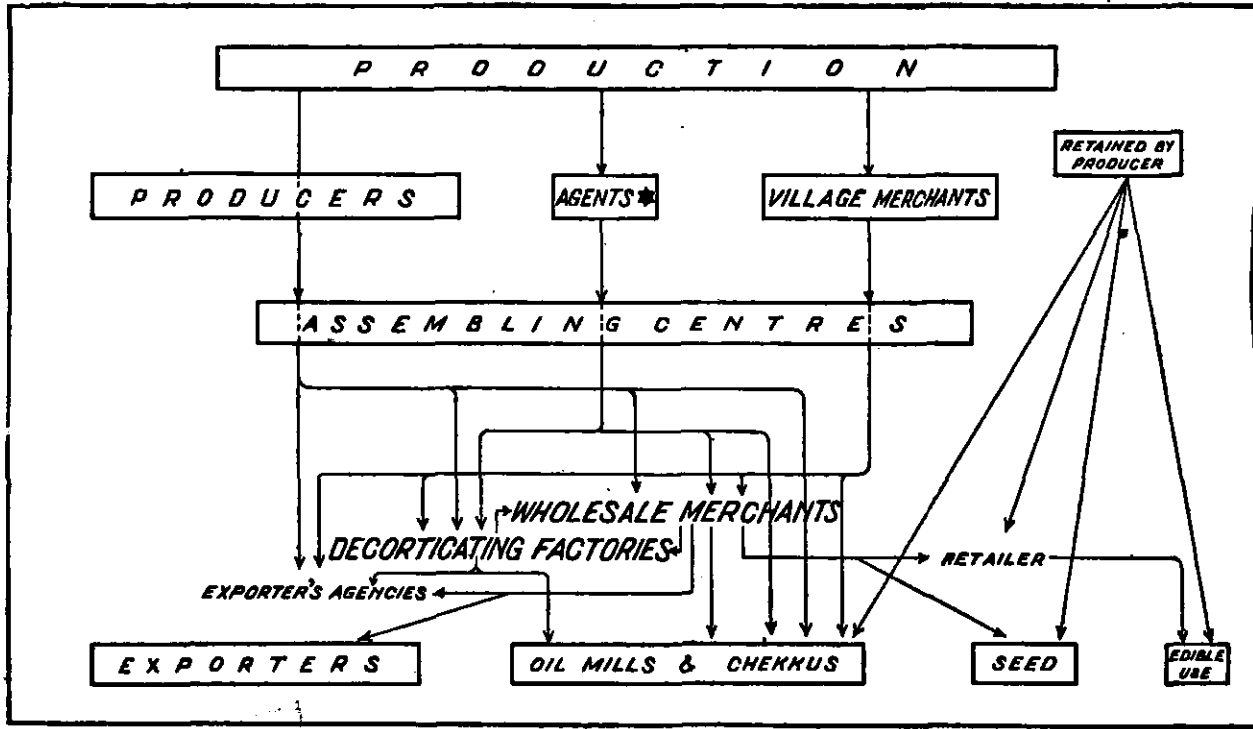 PRODUCTION
RETAINED BY
PRODUCER
PRODUCERS
AGENTS✱
VILLAGE MERCHANTS
ASSEMBLING CENTRES
WHOLESALE MERCHANTS
DECORTICATING FACTORIES
RETAILER
EXPORTER'S AGENCIES
EXPORTERS
OIL MILLS & CHEKKUS
SEED
EDIBLE
USE